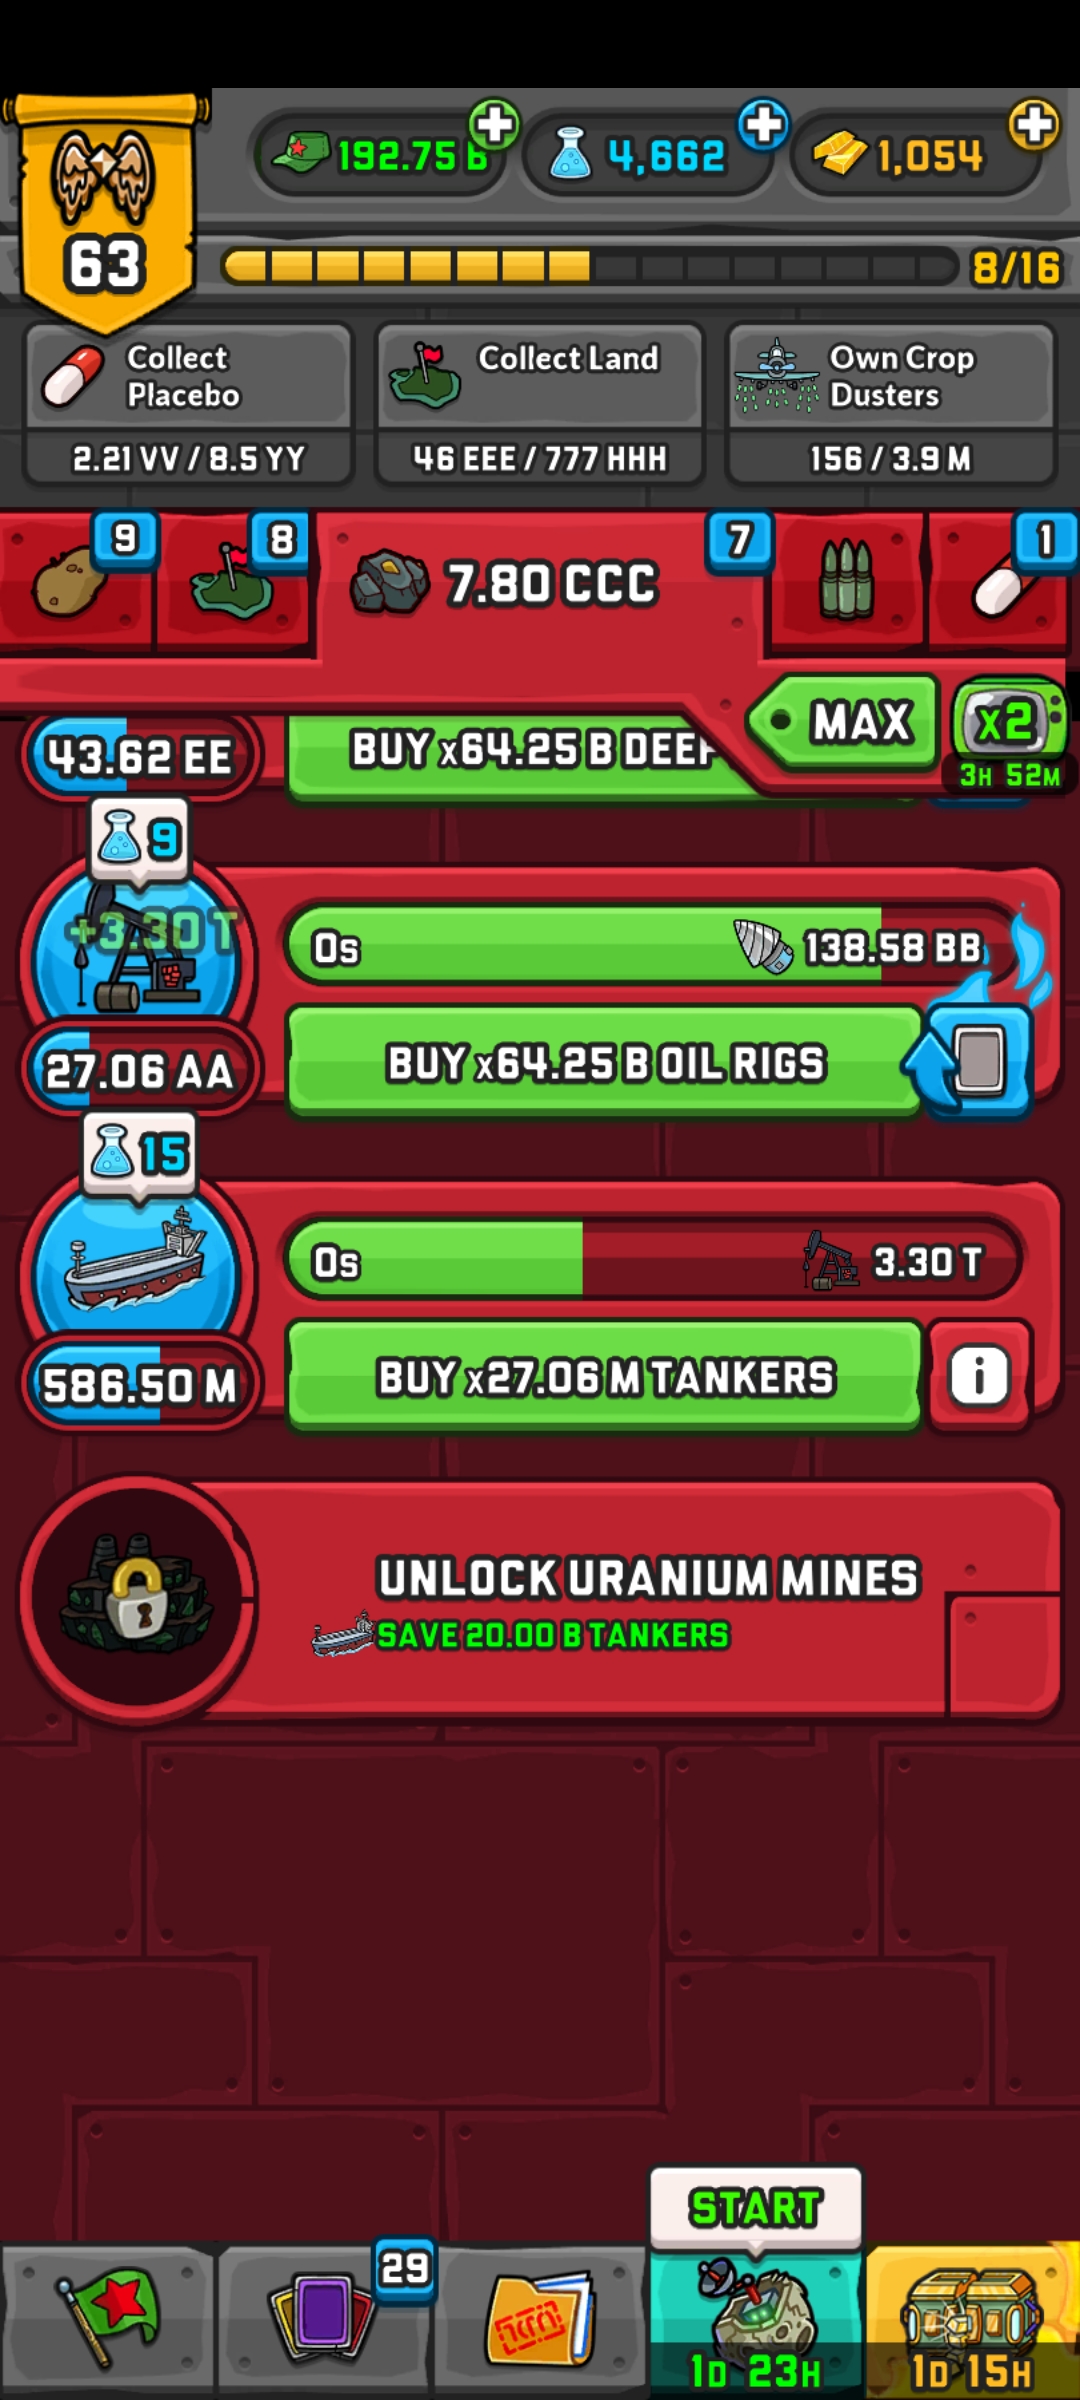 192.75 B
4,662
1,054
63
8/16
Collect
Placebo
2.21 VV / 8.5 YY
Collect Land
46 EEE / 777 HHH
Own Crop
Dusters
156 / 3.9 M
9
8
7.80 CCC
7
1
MAX
x2
3H 52M
43.62 EE
BUY x64.25 B DEEP
9
+3.30 T
0s
138.58 BB
27.06 AA
BUY x64.25 B OIL RIGS
15
0s
3.30 T
586.50 M
BUY x27.06 M TANKERS
i
UNLOCK URANIUM MINES
SAVE 20.00 B TANKERS
START
29
1D 23H
1D 15H